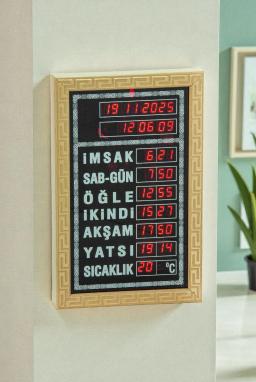 19 11 2025
12 06 09
İMSAK 6 21
SAB-GÜN 7 50
ÖĞLE 12 55
İKİNDİ 15 27
AKŞAM 17 50
YATSI 19 14
SICAKLIK 20 °C